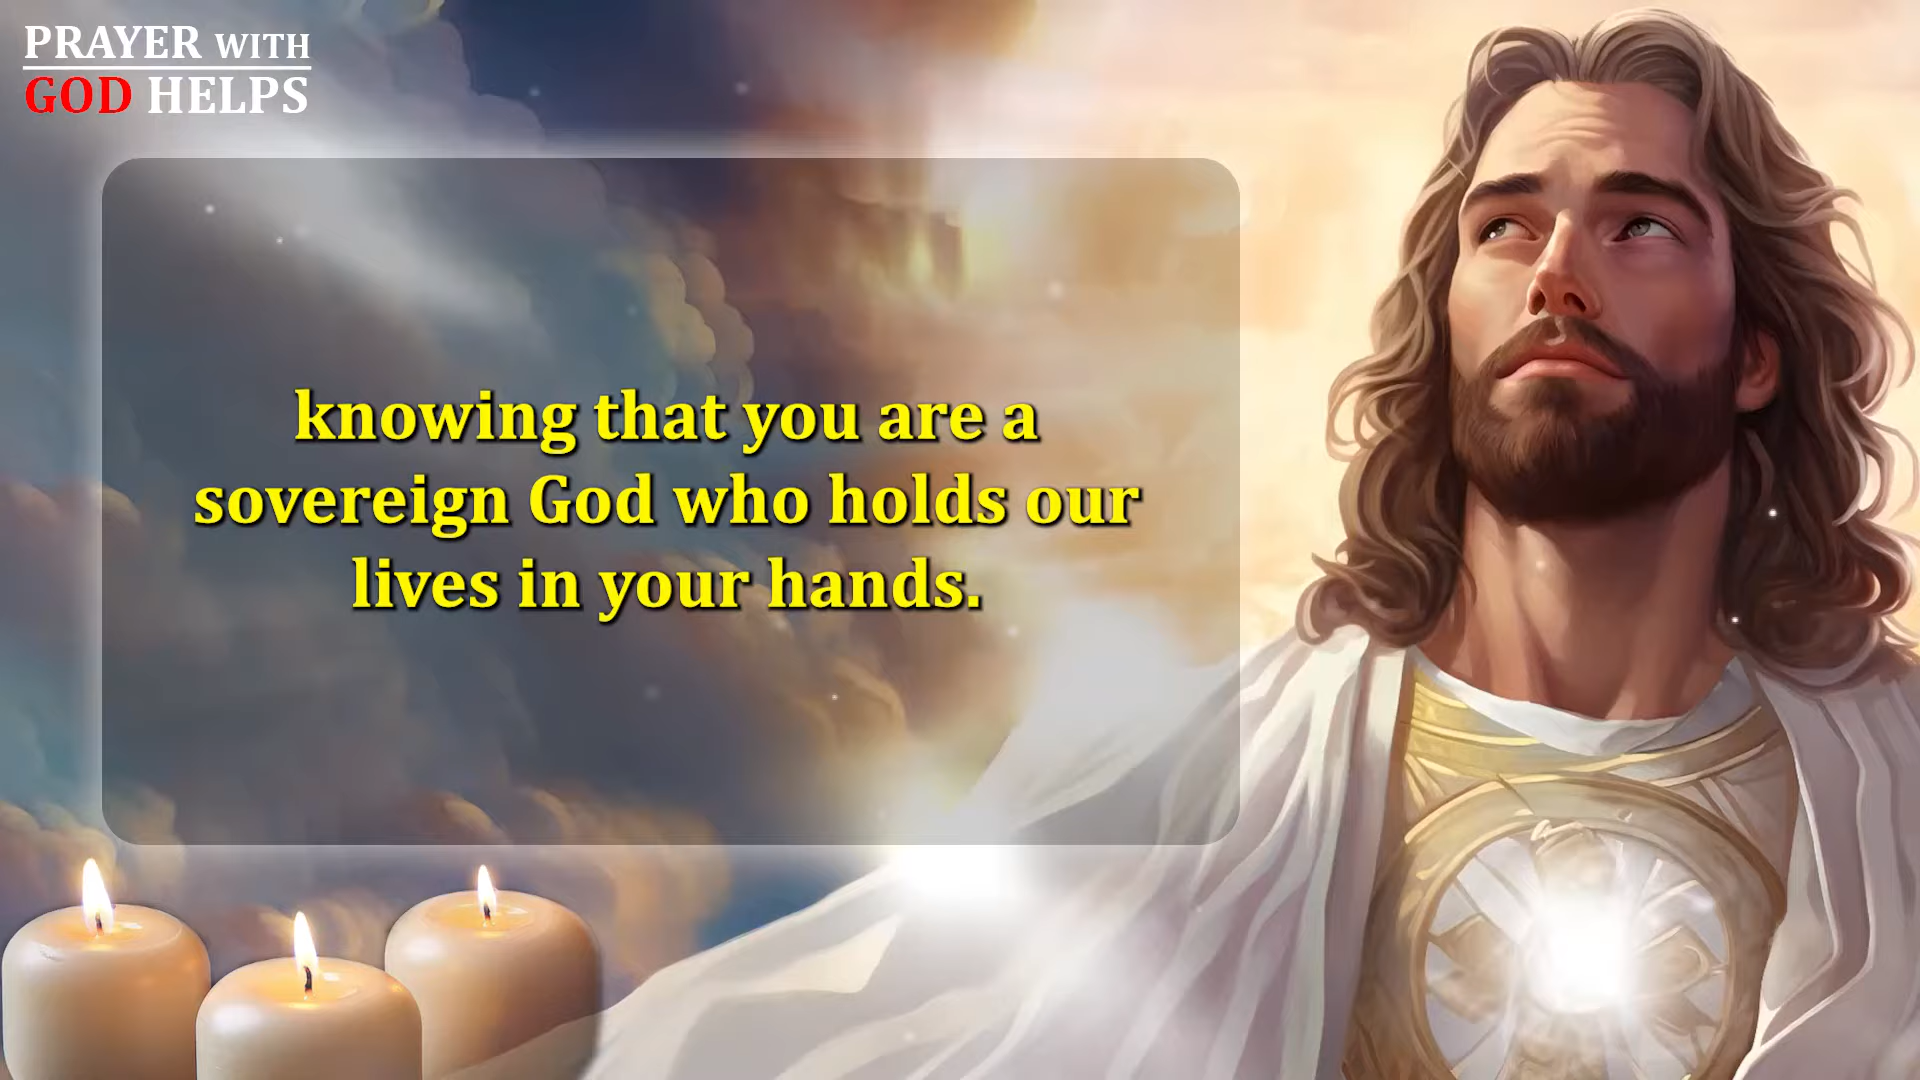 PRAYER WITH
GOD HELPS
knowing that you are a
sovereign God who holds our
lives in your hands.